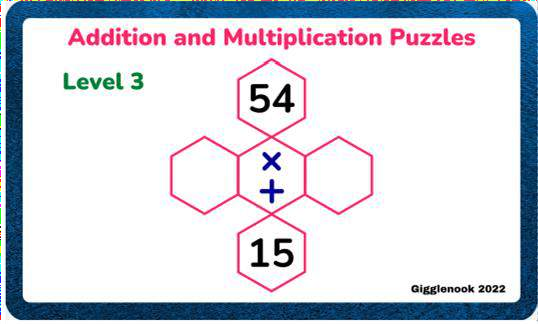 Addition and Multiplication Puzzles
Level 3
54
×
+
15
Gigglenook 2022